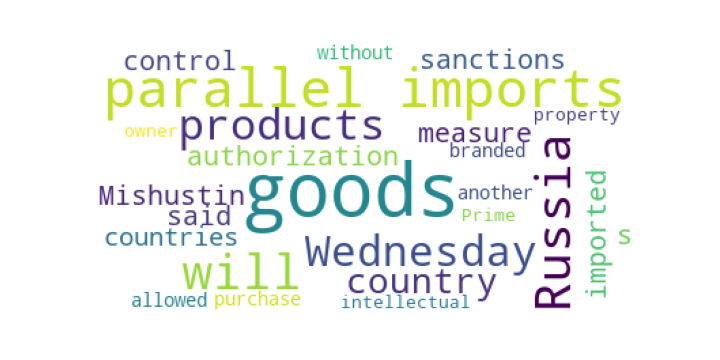 without
control
sanctions
parallel imports
property
owner
products
measure
branded
authorization
goods
Russia
imported
Mishustin
another
said
Prime
countries
s
Wednesday
will
country
allowed
purchase
intellectual